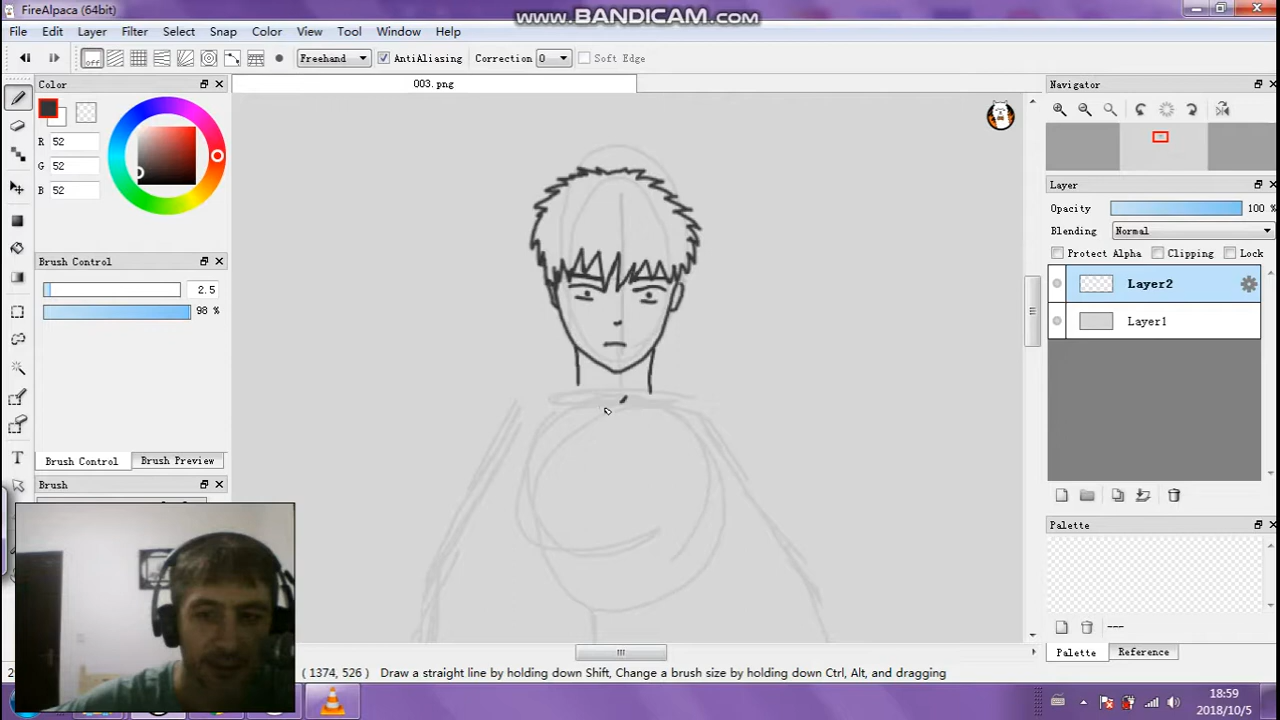 FireAlpaca (64bit)
www.BANDICAM.com
File Edit Layer Filter Select Snap Color View Tool Window Help
off Freehand AntiAliasing Correction 0 Soft Edge
Color
003.png
Navigator
R 52
G 52
B 52
Layer
Opacity 100 %
Blending Normal
Protect Alpha Clipping Lock
Brush Control
2.5
98 %
Layer2
Layer1
Brush Control Brush Preview
Brush
Palette
---
Palette Reference
( 1374, 526 ) Draw a straight line by holding down Shift, Change a brush size by holding down Ctrl, Alt, and dragging
18:59
2018/10/5